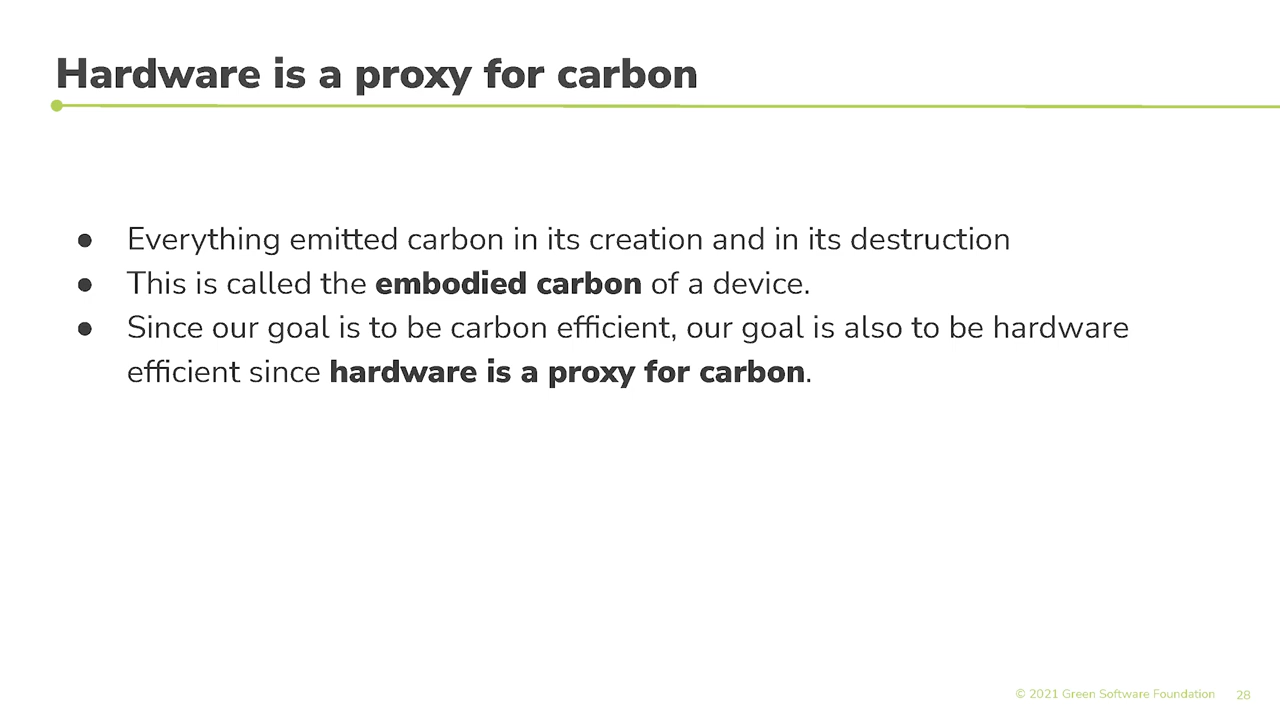 Hardware is a proxy for carbon
● Everything emitted carbon in its creation and in its destruction
● This is called the embodied carbon of a device.
● Since our goal is to be carbon efficient, our goal is also to be hardware
efficient since hardware is a proxy for carbon.
© 2021 Green Software Foundation 28